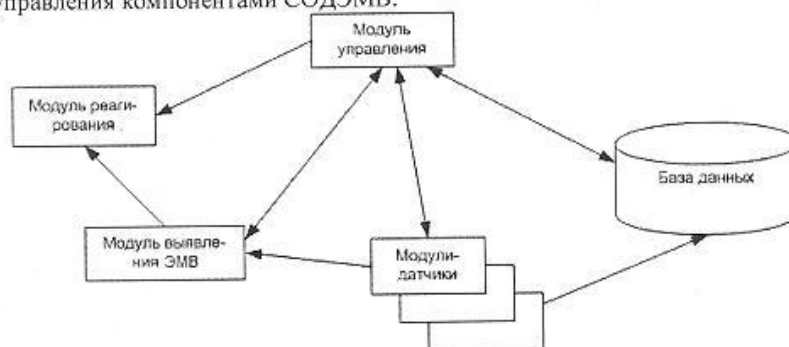 управления компонентами СОДЭМВ.
Модуль
управления
Модуль реаги-
рования
База данных
Модуль выявле-
ния ЭМВ
Модули-
датчики